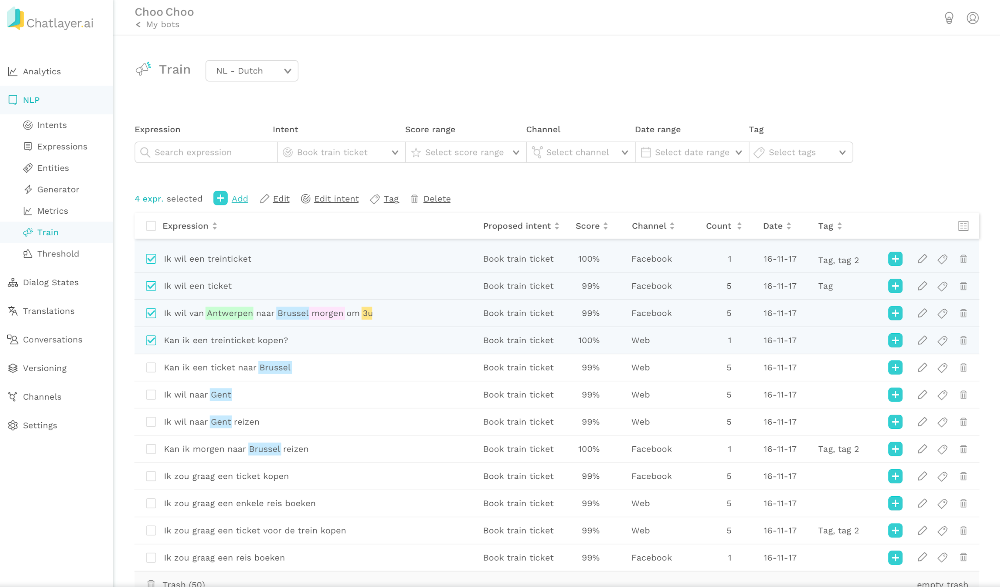 Chatlayer.ai
Choo Choo
< My bots
Analytics
NLP
Intents
Expressions
Entities
Generator
Metrics
Train
Threshold
Dialog States
Translations
Conversations
Versioning
Channels
Settings
Train NL - Dutch
Expression Intent Score range Channel Date range Tag
Search expression Book train ticket Select score range Select channel Select date range Select tags
4 expr. selected Add Edit Edit intent Tag Delete
Expression Proposed intent Score Channel Count Date Tag
Ik wil een treinticket Book train ticket 100% Facebook 1 16-11-17 Tag, tag 2
Ik wil een ticket Book train ticket 99% Facebook 5 16-11-17 Tag
Ik wil van Antwerpen naar Brussel morgen om 3u Book train ticket 99% Facebook 5 16-11-17
Kan ik een treinticket kopen? Book train ticket 100% Web 1 16-11-17
Kan ik een ticket naar Brussel Book train ticket 99% Web 5 16-11-17
Ik wil naar Gent Book train ticket 99% Web 5 16-11-17
Ik wil naar Gent reizen Book train ticket 99% Web 5 16-11-17
Kan ik morgen naar Brussel reizen Book train ticket 100% Facebook 1 16-11-17 Tag, tag 2
Ik zou graag een ticket kopen Book train ticket 99% Facebook 5 16-11-17
Ik zou graag een enkele reis boeken Book train ticket 99% Web 5 16-11-17
Ik zou graag een ticket voor de trein kopen Book train ticket 99% Web 5 16-11-17 Tag, tag 2
Ik zou graag een reis boeken Book train ticket 99% Facebook 1 16-11-17
Trash (50) empty trash